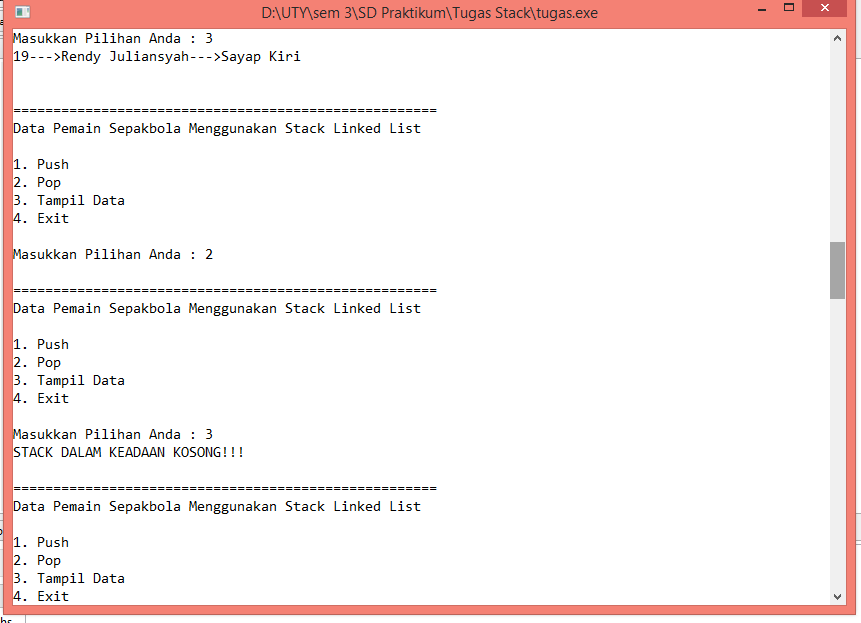 D:\UTY\sem 3\SD Praktikum\Tugas Stack\tugas.exe
Masukkan Pilihan Anda : 3
19--->Rendy Juliansyah--->Sayap Kiri
=====================================================
Data Pemain Sepakbola Menggunakan Stack Linked List
1. Push
2. Pop
3. Tampil Data
4. Exit
Masukkan Pilihan Anda : 2
=====================================================
Data Pemain Sepakbola Menggunakan Stack Linked List
1. Push
2. Pop
3. Tampil Data
4. Exit
Masukkan Pilihan Anda : 3
STACK DALAM KEADAAN KOSONG!!!
=====================================================
Data Pemain Sepakbola Menggunakan Stack Linked List
1. Push
2. Pop
3. Tampil Data
4. Exit